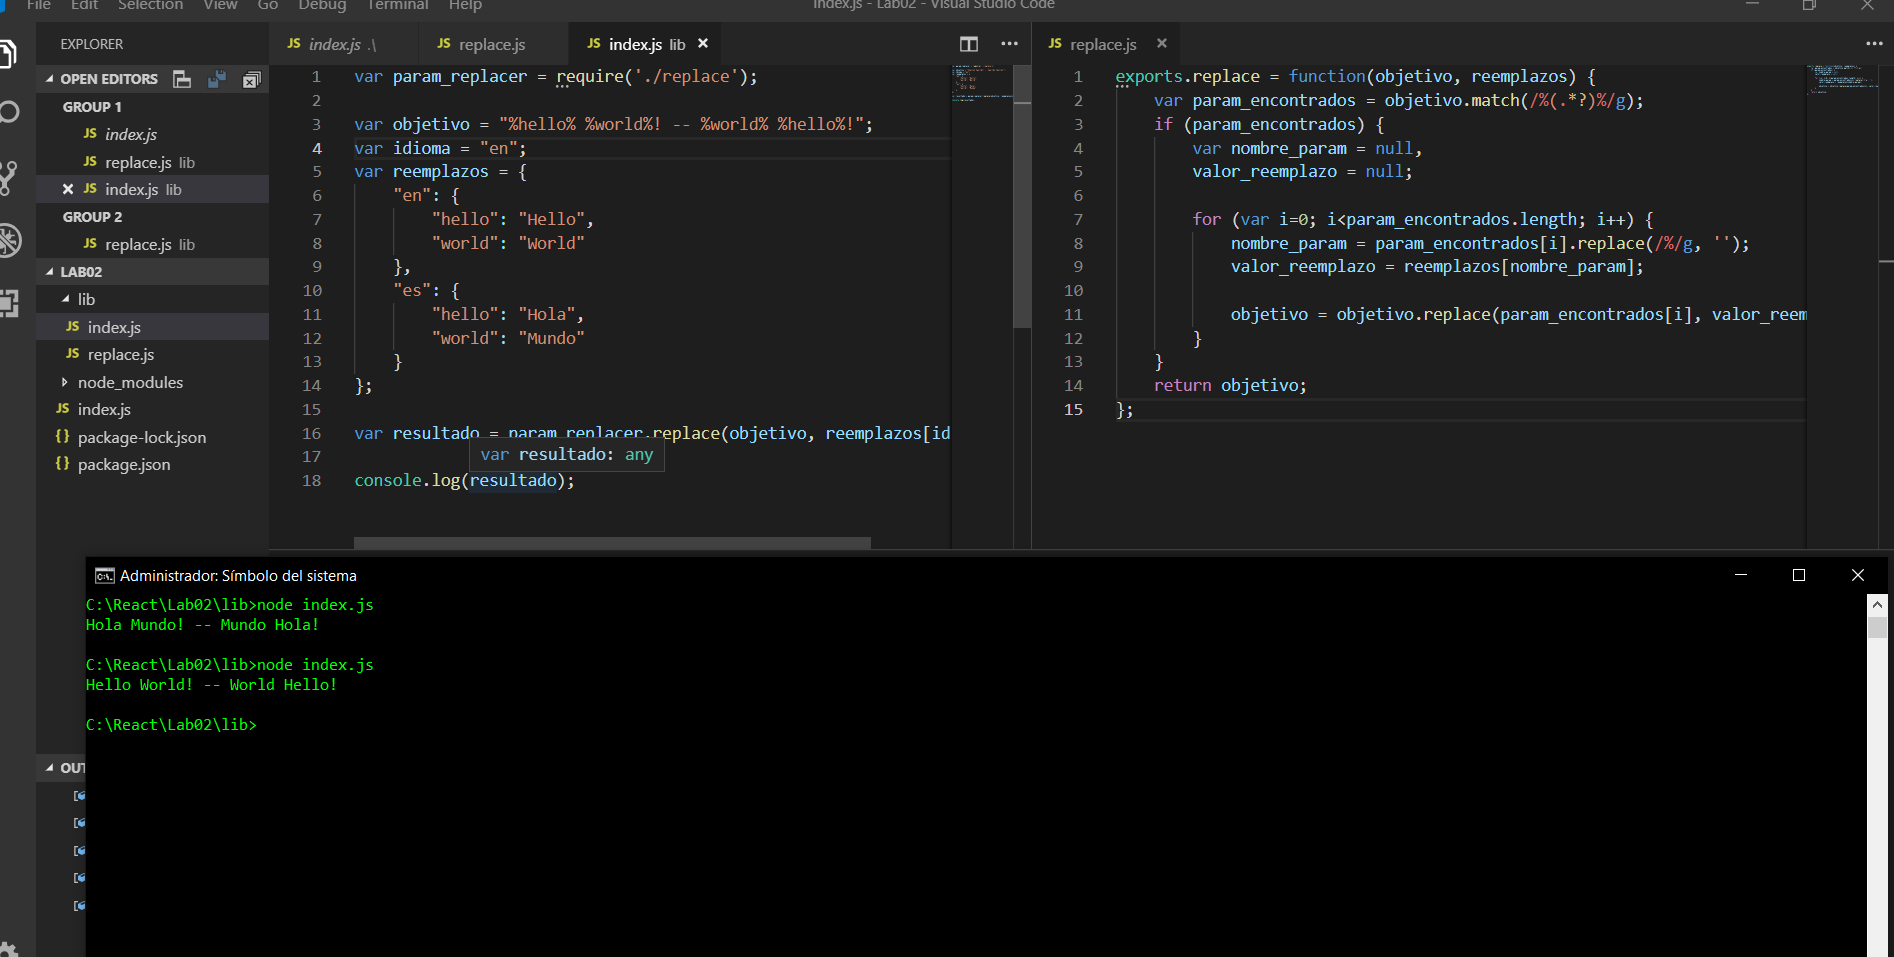 File Edit Selection View Go Debug Terminal Help
index.js - Lab02 - Visual Studio Code
EXPLORER
OPEN EDITORS
GROUP 1
JS index.js
JS replace.js lib
JS index.js lib
GROUP 2
JS replace.js lib
LAB02
lib
JS index.js
JS replace.js
node_modules
JS index.js
{} package-lock.json
{} package.json
JS index.js .\
JS replace.js
JS index.js lib
1 var param_replacer = require('./replace');
2
3 var objetivo = "%hello% %world%! -- %world% %hello%!";
4 var idioma = "en";
5 var reemplazos = {
6     "en": {
7         "hello": "Hello",
8         "world": "World"
9     },
10     "es": {
11         "hello": "Hola",
12         "world": "Mundo"
13     }
14 };
15
16 var resultado = param_replacer.replace(objetivo, reemplazos[id
17
var resultado: any
18 console.log(resultado);
JS replace.js
1 exports.replace = function(objetivo, reemplazos) {
2     var param_encontrados = objetivo.match(/%(.*?)%/g);
3     if (param_encontrados) {
4         var nombre_param = null,
5         valor_reemplazo = null;
6
7         for (var i=0; i<param_encontrados.length; i++) {
8             nombre_param = param_encontrados[i].replace(/%/g, '');
9             valor_reemplazo = reemplazos[nombre_param];
10
11             objetivo = objetivo.replace(param_encontrados[i], valor_reem
12         }
13     }
14     return objetivo;
15 };
Administrador: Símbolo del sistema
C:\React\Lab02\lib>node index.js
Hola Mundo! -- Mundo Hola!
C:\React\Lab02\lib>node index.js
Hello World! -- World Hello!
C:\React\Lab02\lib>
OUT